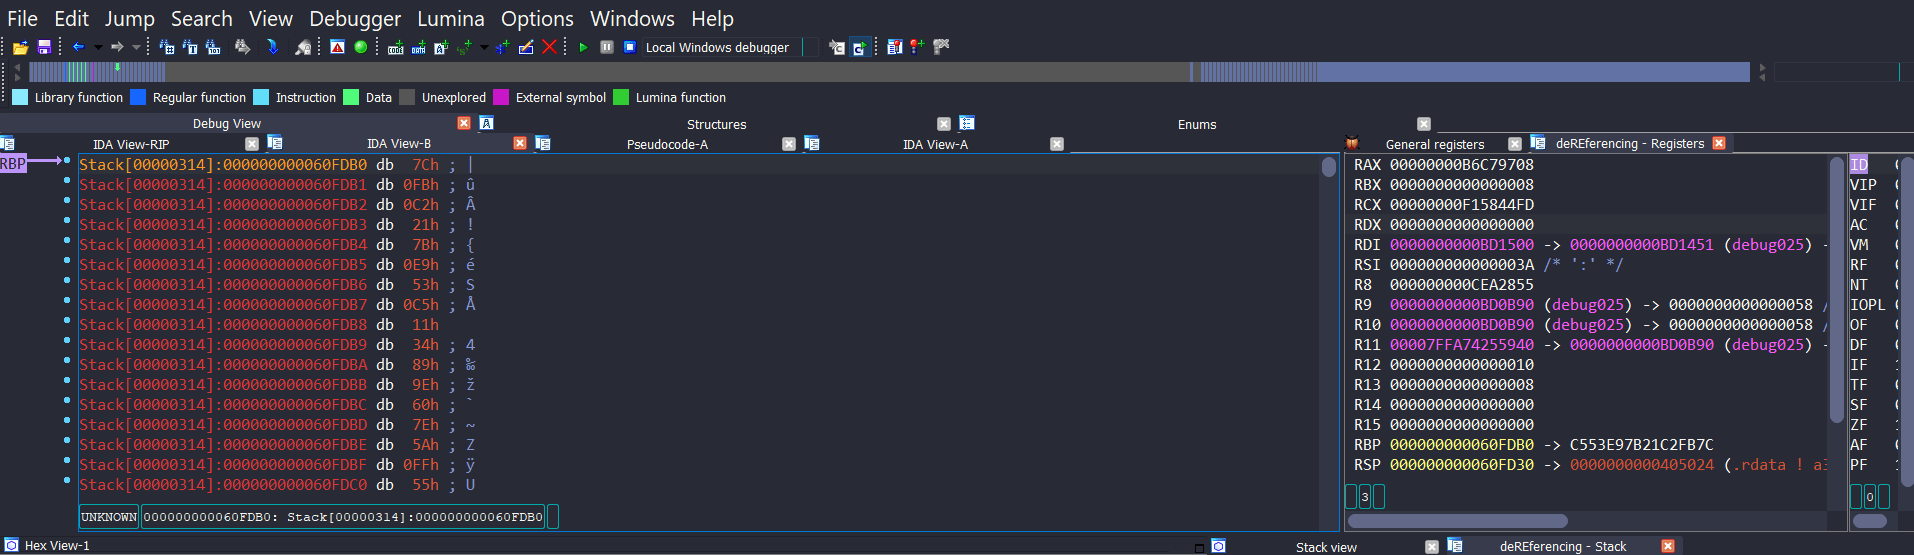 File Edit Jump Search View Debugger Lumina Options Windows Help
Local Windows debugger
Library function Regular function Instruction Data Unexplored External symbol Lumina function
Debug View Structures Enums
IDA View-RIP IDA View-B Pseudocode-A IDA View-A General registers deREferencing - Registers
RBP
Stack[00000314]:000000000060FDB0 db 7Ch ; |
Stack[00000314]:000000000060FDB1 db 0FBh ; û
Stack[00000314]:000000000060FDB2 db 0C2h ; Â
Stack[00000314]:000000000060FDB3 db 21h ; !
Stack[00000314]:000000000060FDB4 db 7Bh ; {
Stack[00000314]:000000000060FDB5 db 0E9h ; é
Stack[00000314]:000000000060FDB6 db 53h ; S
Stack[00000314]:000000000060FDB7 db 0C5h ; Å
Stack[00000314]:000000000060FDB8 db 11h
Stack[00000314]:000000000060FDB9 db 34h ; 4
Stack[00000314]:000000000060FDBA db 89h ; ‰
Stack[00000314]:000000000060FDBB db 9Eh ; ž
Stack[00000314]:000000000060FDBC db 60h ; `
Stack[00000314]:000000000060FDBD db 7Eh ; ~
Stack[00000314]:000000000060FDBE db 5Ah ; Z
Stack[00000314]:000000000060FDBF db 0FFh ; ÿ
Stack[00000314]:000000000060FDC0 db 55h ; U
UNKNOWN 000000000060FDB0: Stack[00000314]:000000000060FDB0
RAX 00000000B6C79708
RBX 0000000000000008
RCX 00000000F15844FD
RDX 0000000000000000
RDI 0000000000BD1500 -> 0000000000BD1451 (debug025) -
RSI 000000000000003A /* ':' */
R8 00000000CEA2855
R9 0000000000BD0B90 (debug025) -> 0000000000000058 /
R10 0000000000BD0B90 (debug025) -> 0000000000000058 /
R11 00007FFA74255940 -> 0000000000BD0B90 (debug025) -
R12 0000000000000010
R13 0000000000000008
R14 0000000000000000
R15 0000000000000000
RBP 000000000060FDB0 -> C553E97B21C2FB7C
RSP 000000000060FD30 -> 0000000000405024 (.rdata ! a
3
ID
VIP
VIF
AC
VM
RF
NT
IOPL
OF
DF
IF
TF
SF
ZF
AF
PF
0
Hex View-1 Stack view deREferencing - Stack